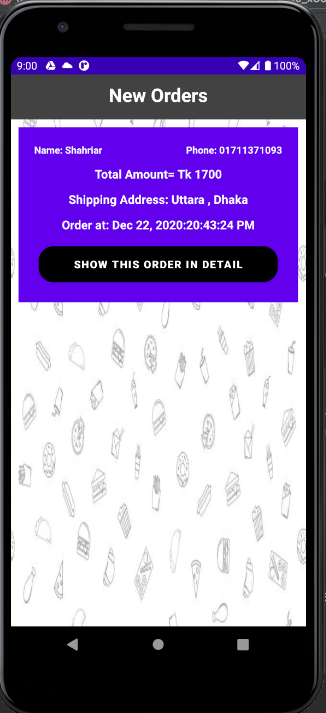 9:00 100%
New Orders
Name: Shahriar Phone: 01711371093
Total Amount= Tk 1700
Shipping Address: Uttara , Dhaka
Order at: Dec 22, 2020:20:43:24 PM
SHOW THIS ORDER IN DETAIL